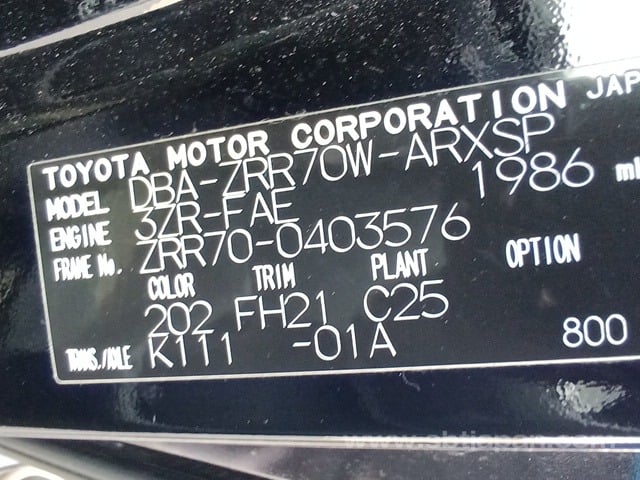 TOYOTA MOTOR CORPORATION JAP
MODEL DBA-ZRR70W-ARXSP
ENGINE 3ZR-FAE 1986 m
FRAME No. ZRR70-0403576
COLOR TRIM PLANT OPTION
202 FH21 C25
TRANS./AXLE K111 -01A 800